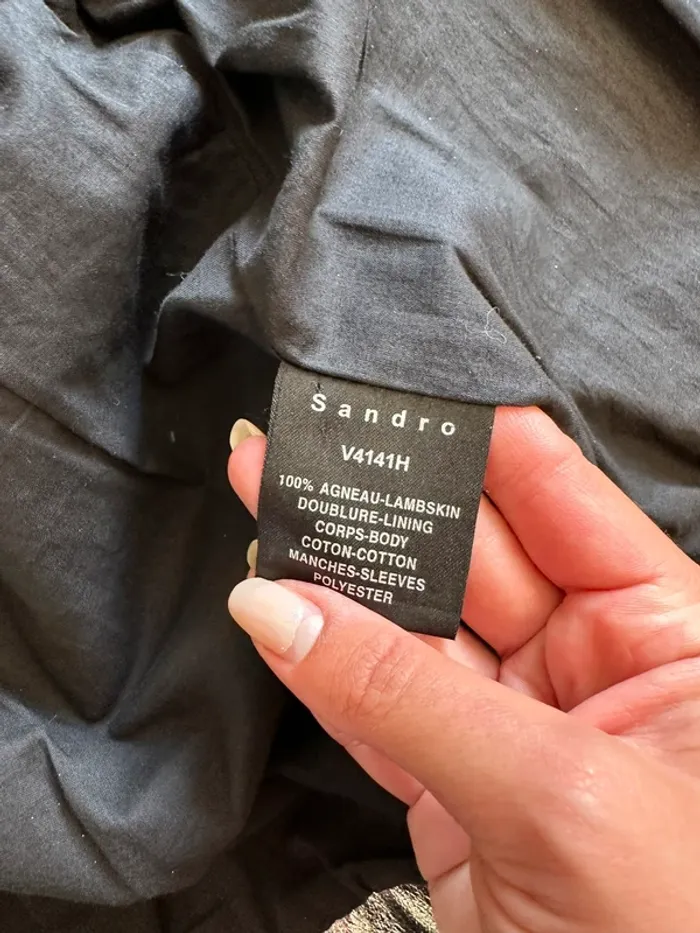 Sandro
V4141H
100% AGNEAU-LAMBSKIN
DOUBLURE-LINING
CORPS-BODY
COTON-COTTON
MANCHES-SLEEVES
POLYESTER